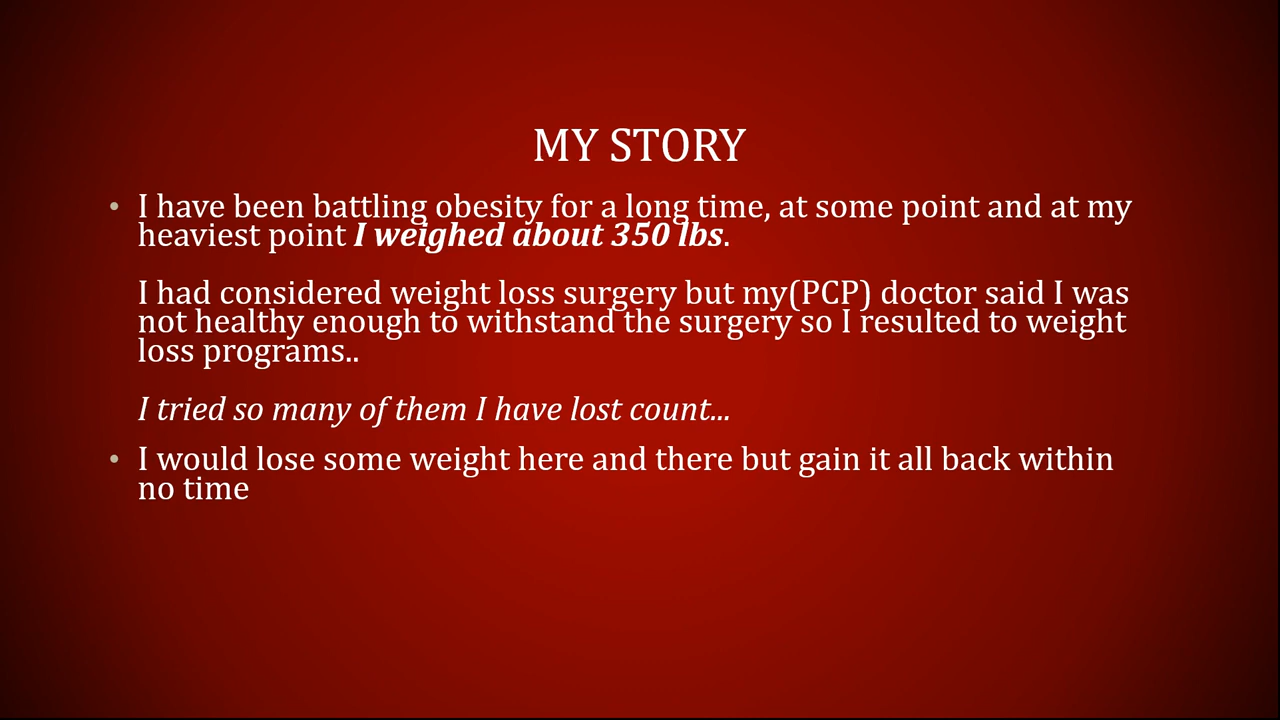 MY STORY
• I have been battling obesity for a long time, at some point and at my
heaviest point I weighed about 350 lbs.
I had considered weight loss surgery but my(PCP) doctor said I was
not healthy enough to withstand the surgery so I resulted to weight
loss programs..
I tried so many of them I have lost count...
• I would lose some weight here and there but gain it all back within
no time